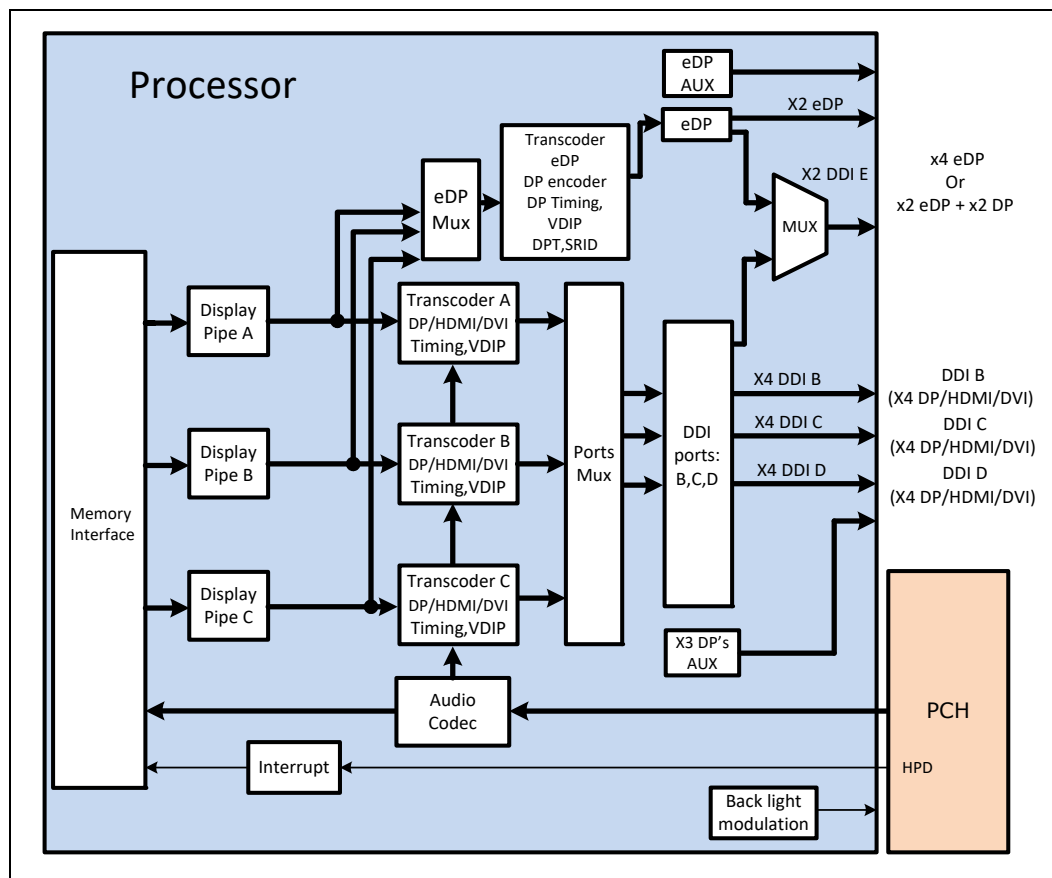 Processor
eDP
AUX
X2 eDP
eDP
Transcoder
eDP
DP encoder
DP Timing,
VDIP
DPT,SRID
eDP
Mux
X2 DDI E
MUX
x4 eDP
Or
x2 eDP + x2 DP
Memory
Interface
Display
Pipe A
Transcoder A
DP/HDMI/DVI
Timing,VDIP
Display
Pipe B
Transcoder B
DP/HDMI/DVI
Timing,VDIP
Display
Pipe C
Transcoder C
DP/HDMI/DVI
Timing,VDIP
Ports
Mux
DDI
ports:
B,C,D
X4 DDI B
X4 DDI C
X4 DDI D
DDI B
(X4 DP/HDMI/DVI)
DDI C
(X4 DP/HDMI/DVI)
DDI D
(X4 DP/HDMI/DVI)
X3 DP's
AUX
Audio
Codec
PCH
Interrupt
HPD
Back light
modulation